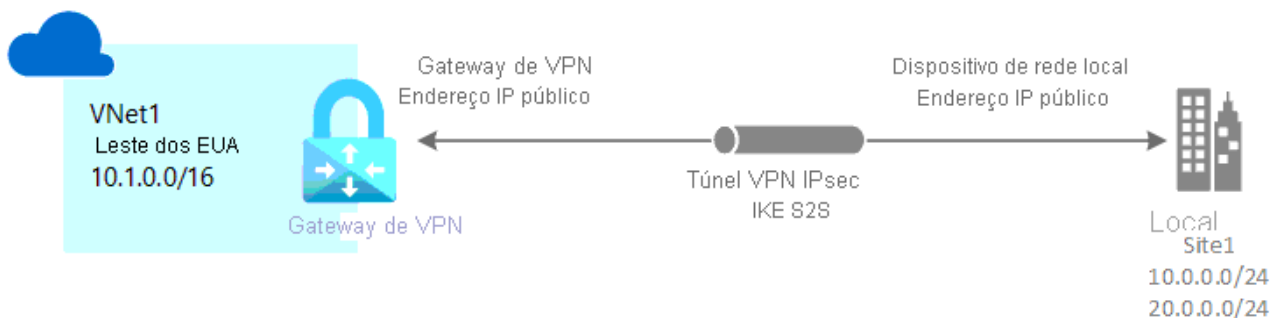 VNet1
Leste dos EUA
10.1.0.0/16
Gateway de VPN
Gateway de VPN
Endereço IP público
Túnel VPN IPsec
IKE S2S
Dispositivo de rede local
Endereço IP público
Local
Site1
10.0.0.0/24
20.0.0.0/24